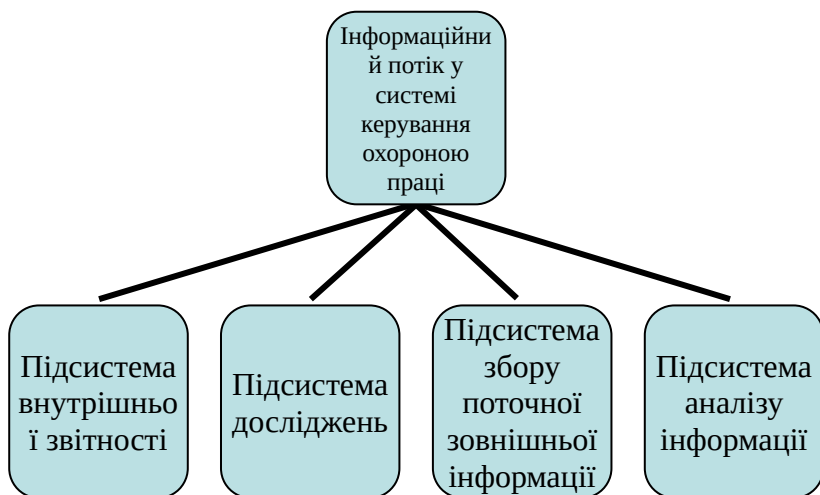 Інформаційни
й потік у
системі
керування
охороною
праці
Підсистема
внутрішньо
ї звітності
Підсистема
досліджень
Підсистема
збору
поточної
зовнішньої
інформації
Підсистема
аналізу
інформації